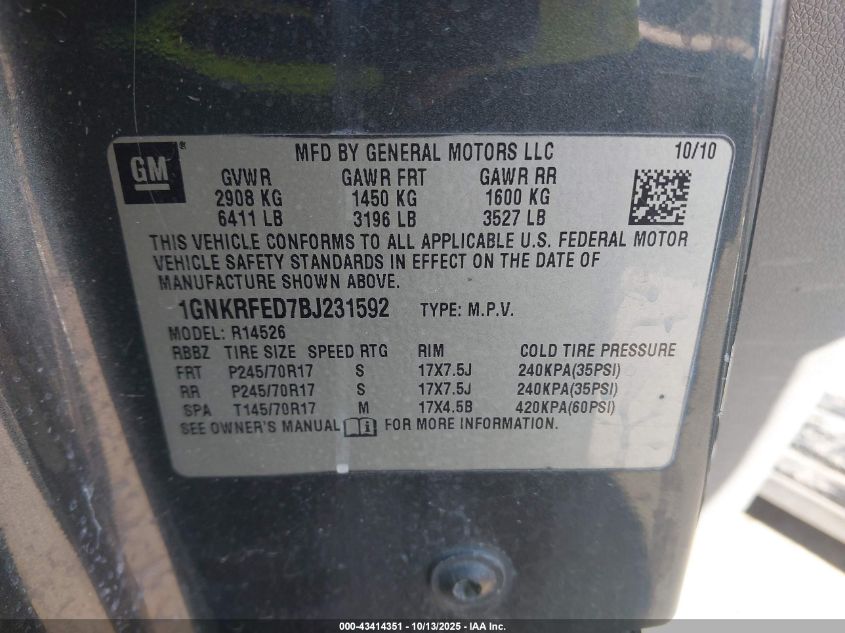 GM ® MFD BY GENERAL MOTORS LLC 10/10
GVWR GAWR FRT GAWR RR
2908 KG 1450 KG 1600 KG
6411 LB 3196 LB 3527 LB
THIS VEHICLE CONFORMS TO ALL APPLICABLE U.S. FEDERAL MOTOR
VEHICLE SAFETY STANDARDS IN EFFECT ON THE DATE OF
MANUFACTURE SHOWN ABOVE.
1GNKRFED7BJ231592 TYPE: M.P.V.
MODEL: R14526
RBBZ TIRE SIZE SPEED RTG RIM COLD TIRE PRESSURE
FRT P245/70R17 S 17X7.5J 240KPA(35PSI)
RR P245/70R17 S 17X7.5J 240KPA(35PSI)
SPA T145/70R17 M 17X4.5B 420KPA(60PSI)
SEE OWNER'S MANUAL i FOR MORE INFORMATION.
000-43414351 | 10/13/2025 | IAA Inc.